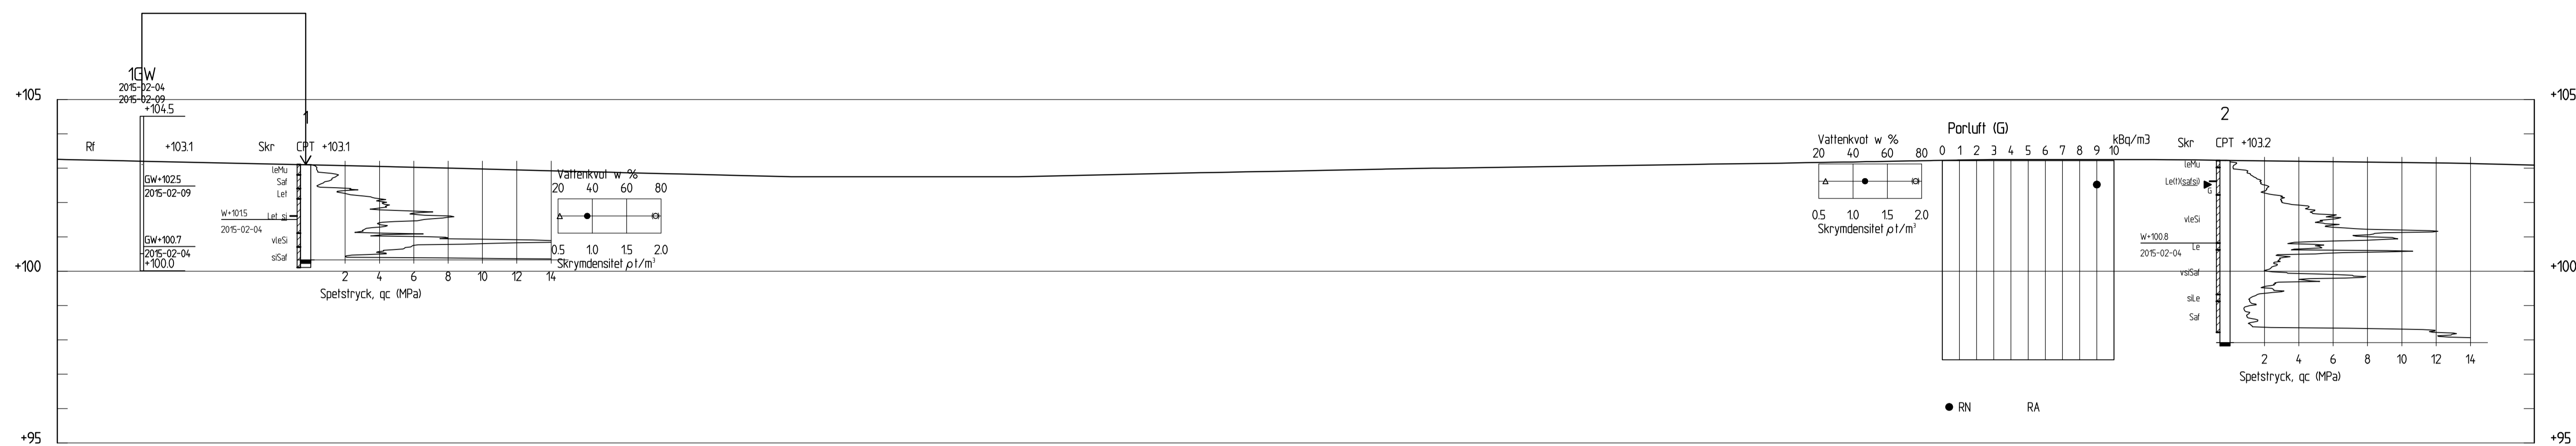 1GW
2015-02-04
2015-02-09
+104.5
+105
+105
1
2
Rf
+103.1
Skr
CPT +103.1
leMu
Saf
Let
Let si
vleSi
siSaf
GW+102.5
2015-02-09
W+101.5
2015-02-04
GW+100.7
2015-02-04
+100.0
+100
+100
2 4 6 8 10 12 14
Spetstryck, qc (MPa)
Vattenkvot w %
20 40 60 80
0.5 1.0 1.5 2.0
Skrymdensitet ρ t/m³
Vattenkvot w %
20 40 60 80
0.5 1.0 1.5 2.0
Skrymdensitet ρ t/m³
Porluft (G)
kBq/m3
0 1 2 3 4 5 6 7 8 9 10
RN
RA
Skr
CPT +103.2
leMu
Le(t)(safsi)
G
vleSi
W+100.8
2015-02-04
Le
vsiSaf
siLe
Saf
2 4 6 8 10 12 14
Spetstryck, qc (MPa)
+95
+95